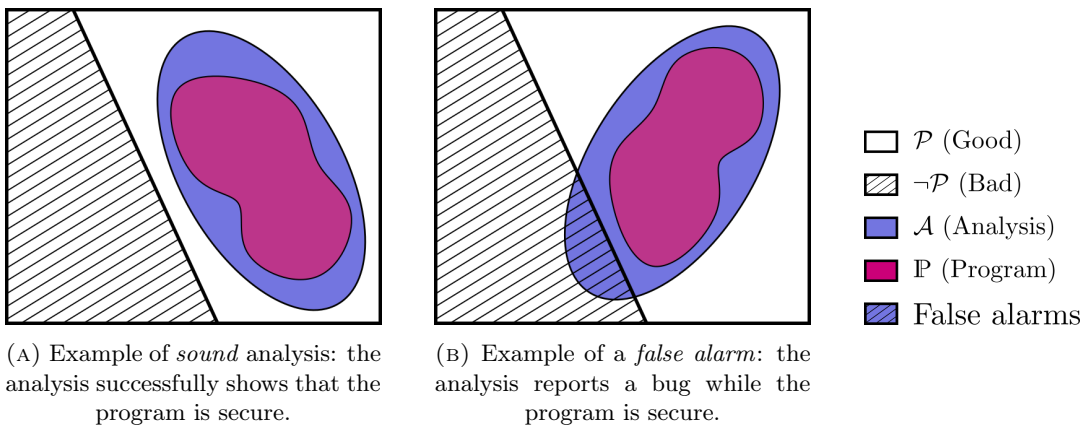 𝒫 (Good)
¬𝒫 (Bad)
𝒜 (Analysis)
ℙ (Program)
False alarms
(A) Example of sound analysis: the
analysis successfully shows that the
program is secure.
(B) Example of a false alarm: the
analysis reports a bug while the
program is secure.